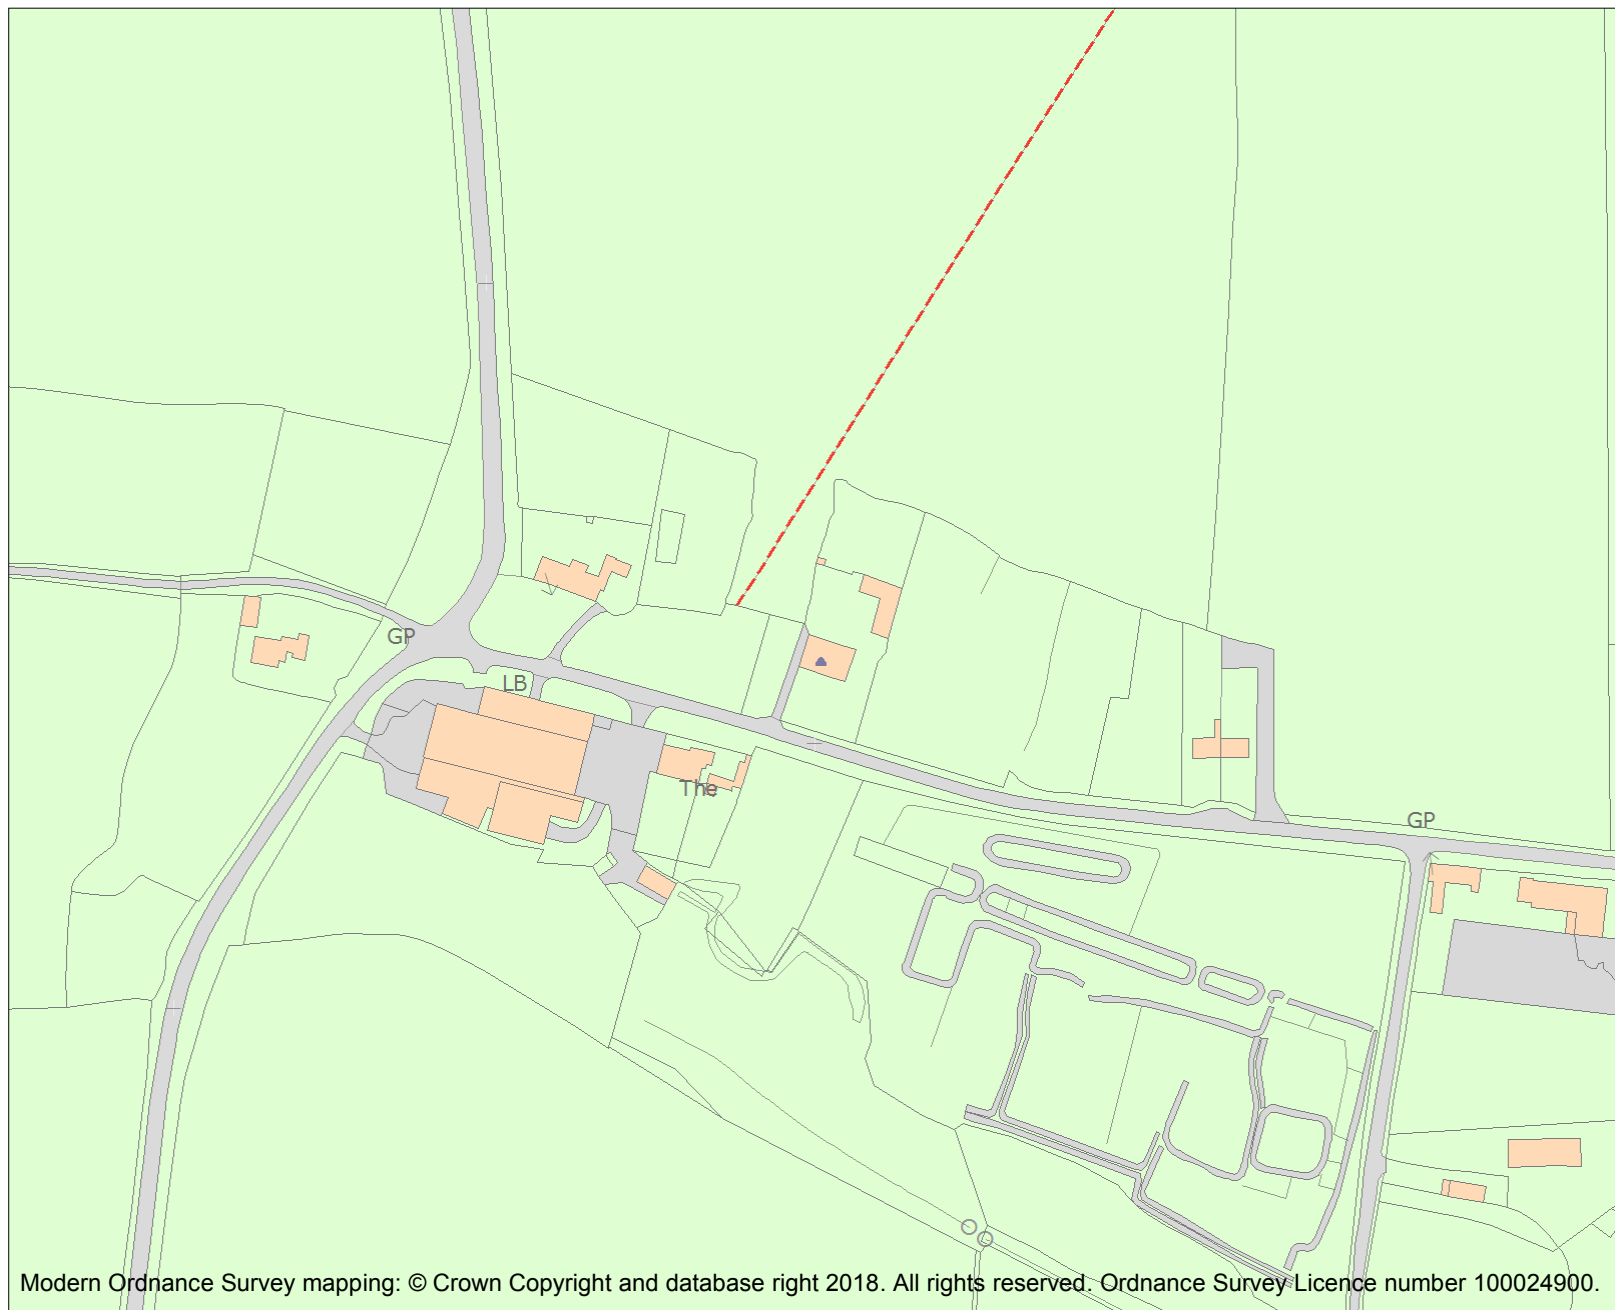 GP
LB
The
GP
Modern Ordnance Survey mapping: © Crown Copyright and database right 2018. All rights reserved. Ordnance Survey Licence number 100024900.